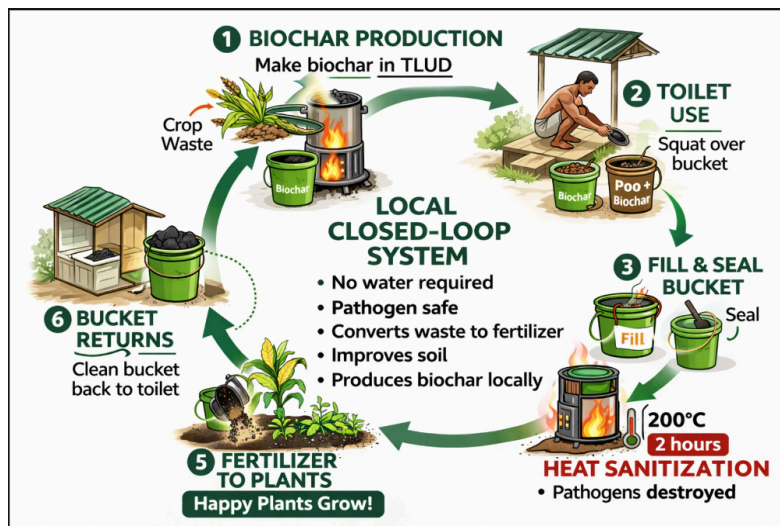 1 BIOCHAR PRODUCTION
Make biochar in TLUD
Crop
Waste
Biochar
2 TOILET
USE
Squat over
bucket
Biochar
Poo +
Biochar
LOCAL
CLOSED-LOOP
SYSTEM
• No water required
• Pathogen safe
• Converts waste to fertilizer
• Improves soil
• Produces biochar locally
3 FILL & SEAL
BUCKET
Fill
Seal
200°C
2 hours
HEAT SANITIZATION
• Pathogens destroyed
5 FERTILIZER
TO PLANTS
Happy Plants Grow!
6 BUCKET
RETURNS
Clean bucket
back to toilet